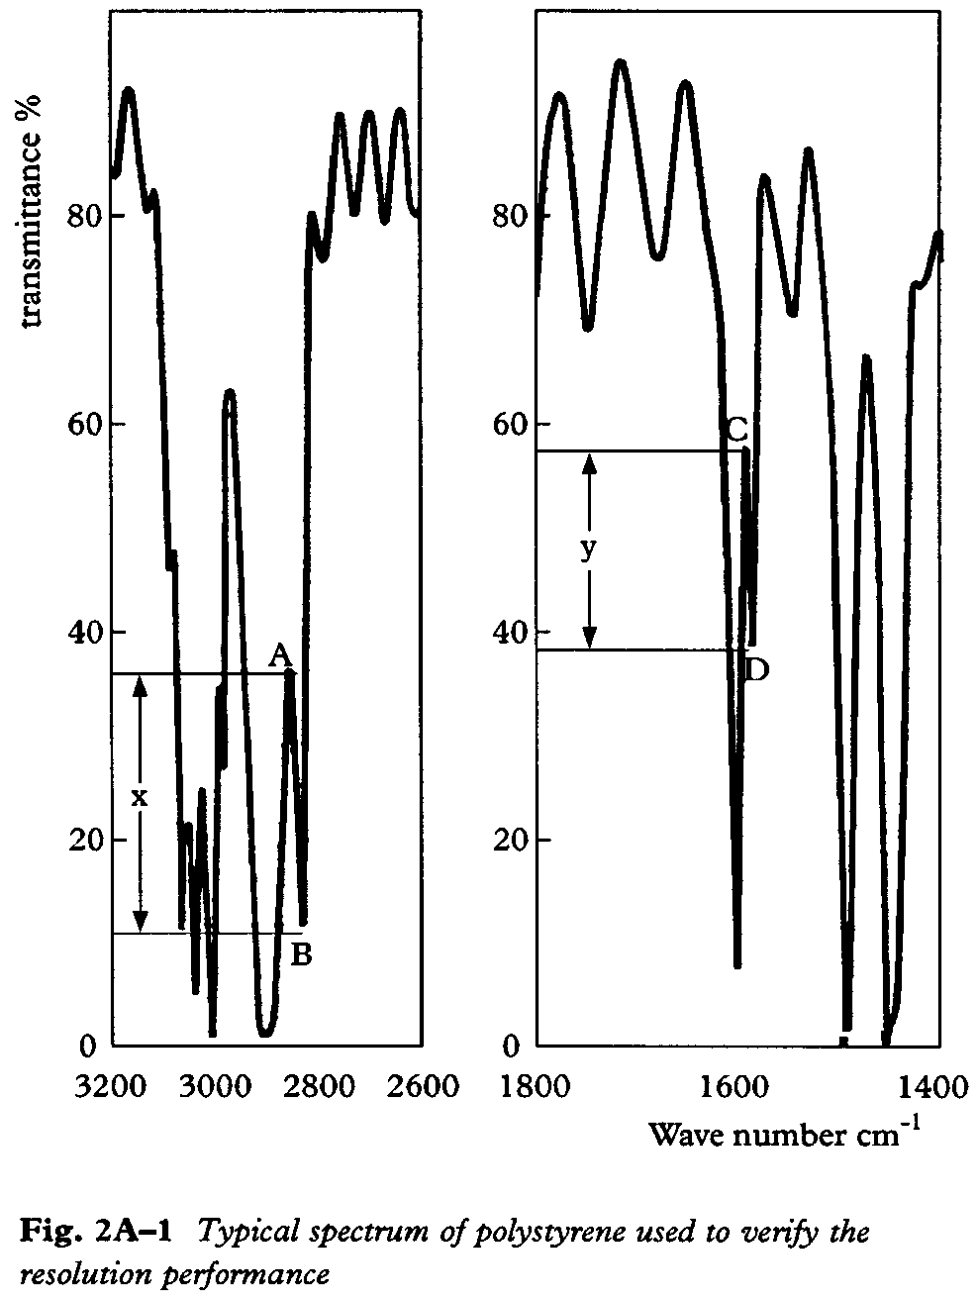 transmittance %
80
60
40
20
0
A
x
B
3200 3000 2800 2600
80
60
40
20
0
C
y
D
1800 1600 1400
Wave number cm⁻¹
Fig. 2A–1 Typical spectrum of polystyrene used to verify the
resolution performance